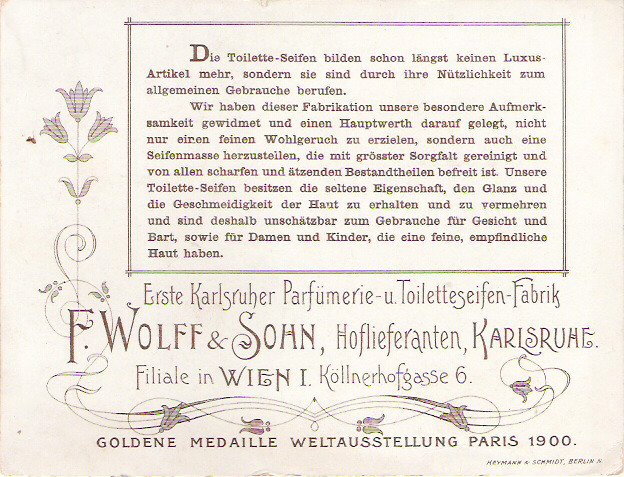 Die Toilette-Seifen bilden schon längst keinen Luxus-
Artikel mehr, sondern sie sind durch ihre Nützlichkeit zum
allgemeinen Gebrauche berufen.
Wir haben dieser Fabrikation unsere besondere Aufmerk-
samkeit gewidmet und einen Hauptwerth darauf gelegt, nicht
nur einen feinen Wohlgeruch zu erzielen, sondern auch eine
Seifenmasse herzustellen, die mit grösster Sorgfalt gereinigt und
von allen scharfen und ätzenden Bestandtheilen befreit ist. Unsere
Toilette-Seifen besitzen die seltene Eigenschaft, den Glanz und
die Geschmeidigkeit der Haut zu erhalten und zu vermehren
und sind deshalb unschätzbar zum Gebrauche für Gesicht und
Bart, sowie für Damen und Kinder, die eine feine, empfindliche
Haut haben.
Erste Karlsruher Parfümerie- u. Toiletteseifen-Fabrik
F. WOLFF & SOHN, Hoflieferanten, KARLSRUHE.
Filiale in WIEN I. Köllnerhofgasse 6.
GOLDENE MEDAILLE WELTAUSSTELLUNG PARIS 1900.
HEYMANN & SCHMIDT, BERLIN N